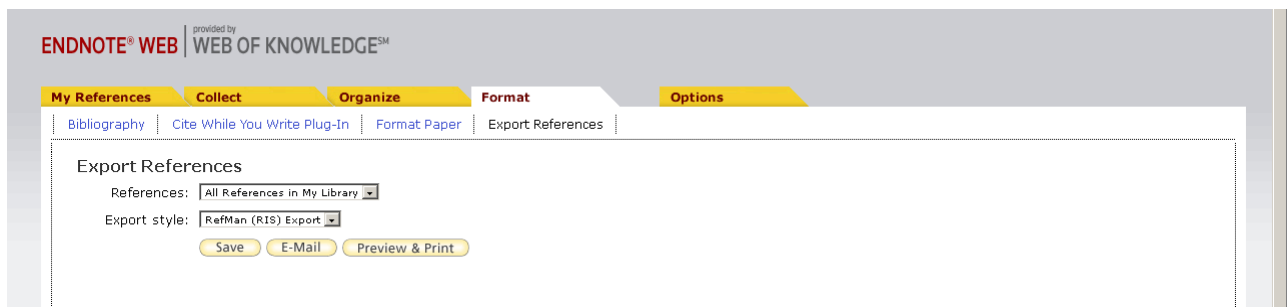 provided by
ENDNOTE® WEB WEB OF KNOWLEDGE℠
My References Collect Organize Format Options
Bibliography Cite While You Write Plug-In Format Paper Export References
Export References
References: All References in My Library
Export style: RefMan (RIS) Export
Save E-Mail Preview & Print